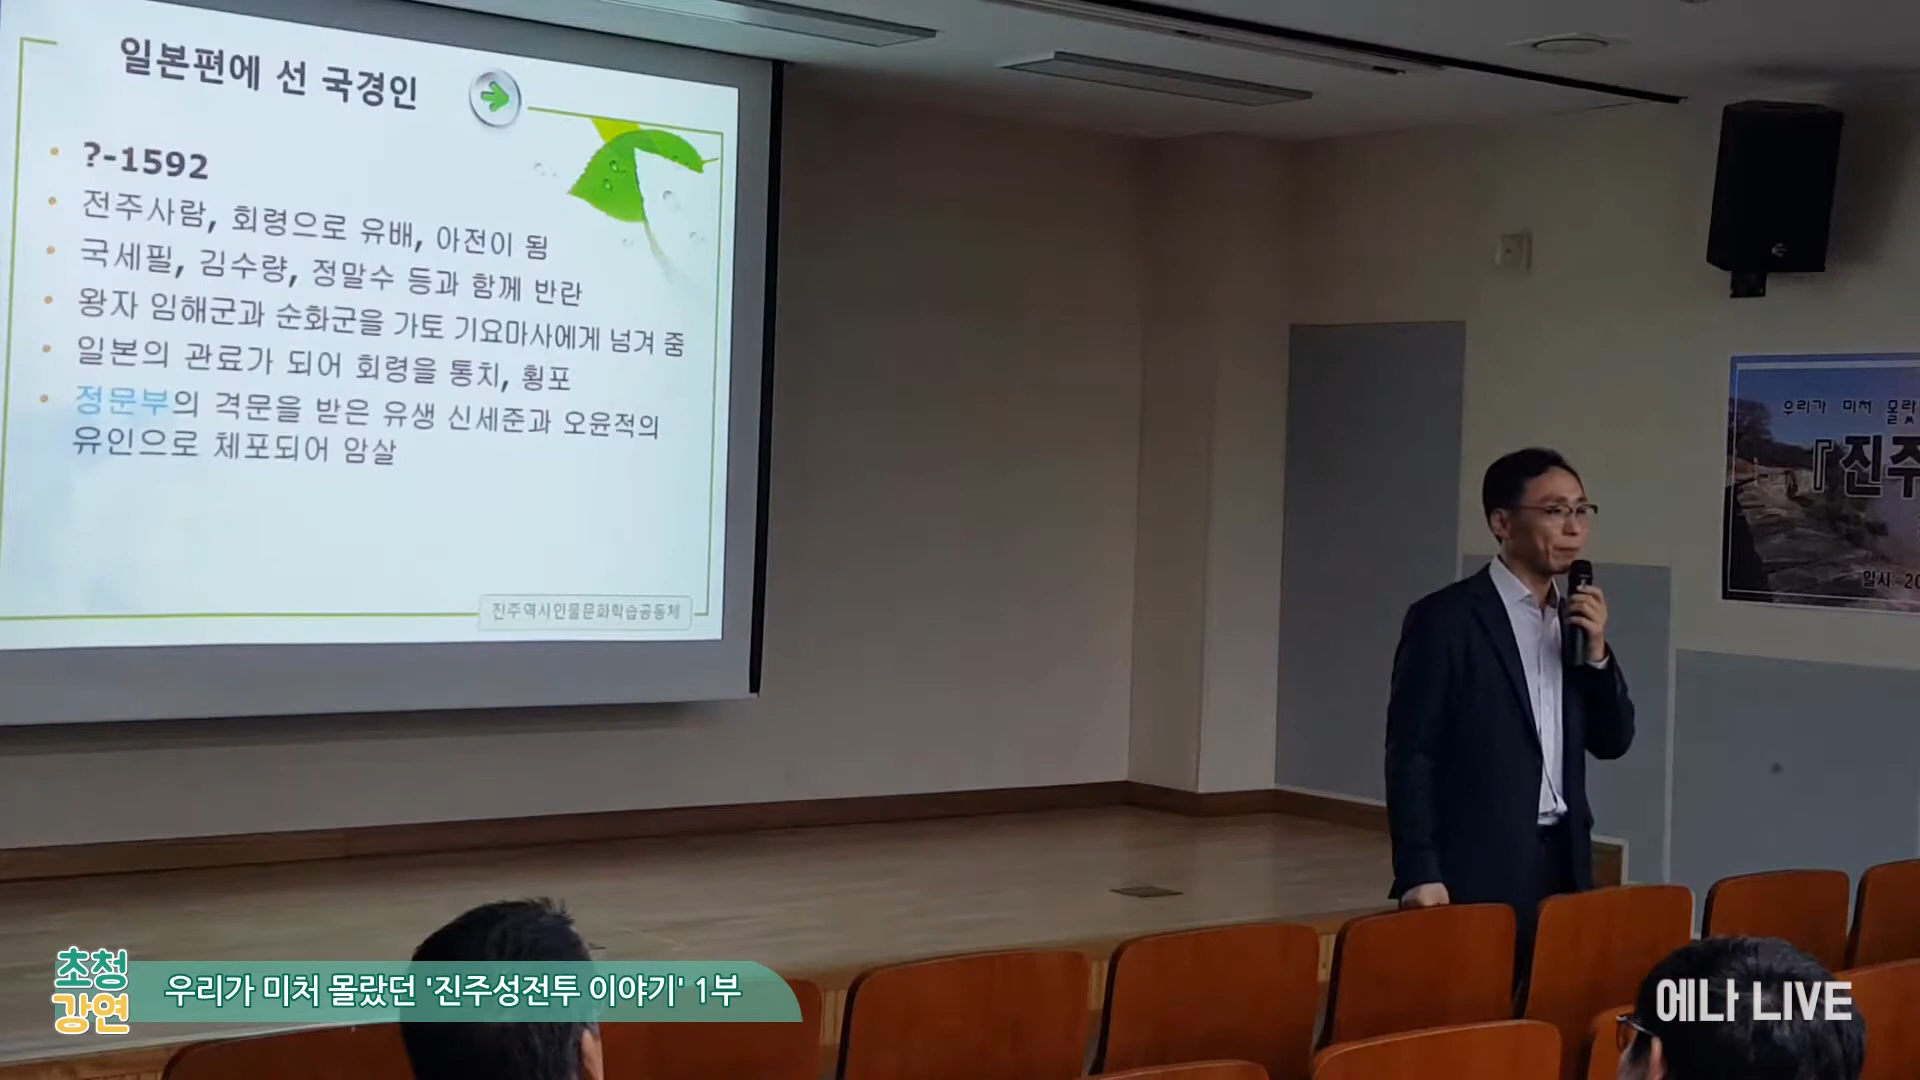 일본편에 선 국경인
?-1592
전주사람, 회령으로 유배, 아전이 됨
국세필, 김수량, 정말수 등과 함께 반란
왕자 임해군과 순화군을 가토 기요마사에게 넘겨 줌
일본의 관료가 되어 회령을 통치, 횡포
정문부의 격문을 받은 유생 신세준과 오윤적의
유인으로 체포되어 암살
진주역사인물문화학습공동체
우리가 미처 몰랐
『진주
일시: 20
초청
강연
우리가 미처 몰랐던 '진주성전투 이야기' 1부
에나 LIVE